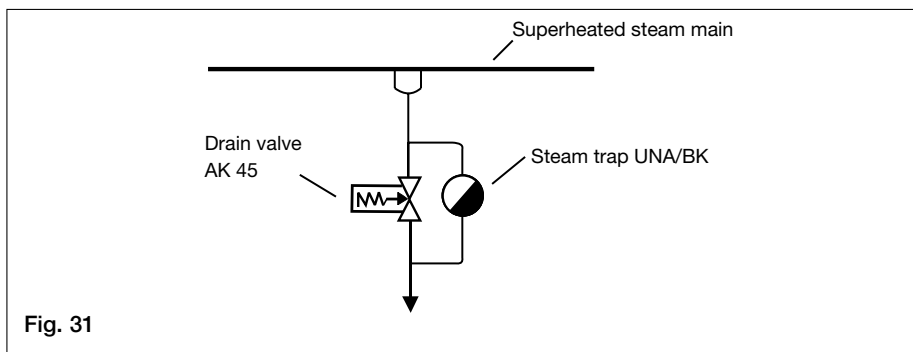 Superheated steam main
Drain valve
AK 45
Steam trap UNA/BK
Fig. 31